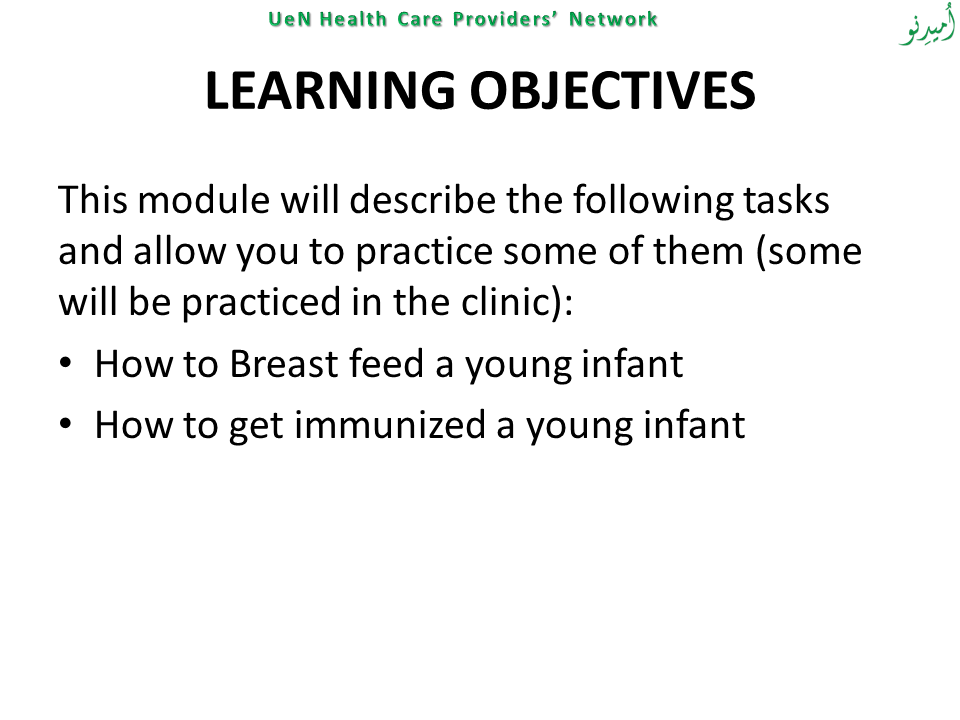 UeN Health Care Providers’ Network
اُمیدِنو
LEARNING OBJECTIVES
This module will describe the following tasks
and allow you to practice some of them (some
will be practiced in the clinic):
• How to Breast feed a young infant
• How to get immunized a young infant